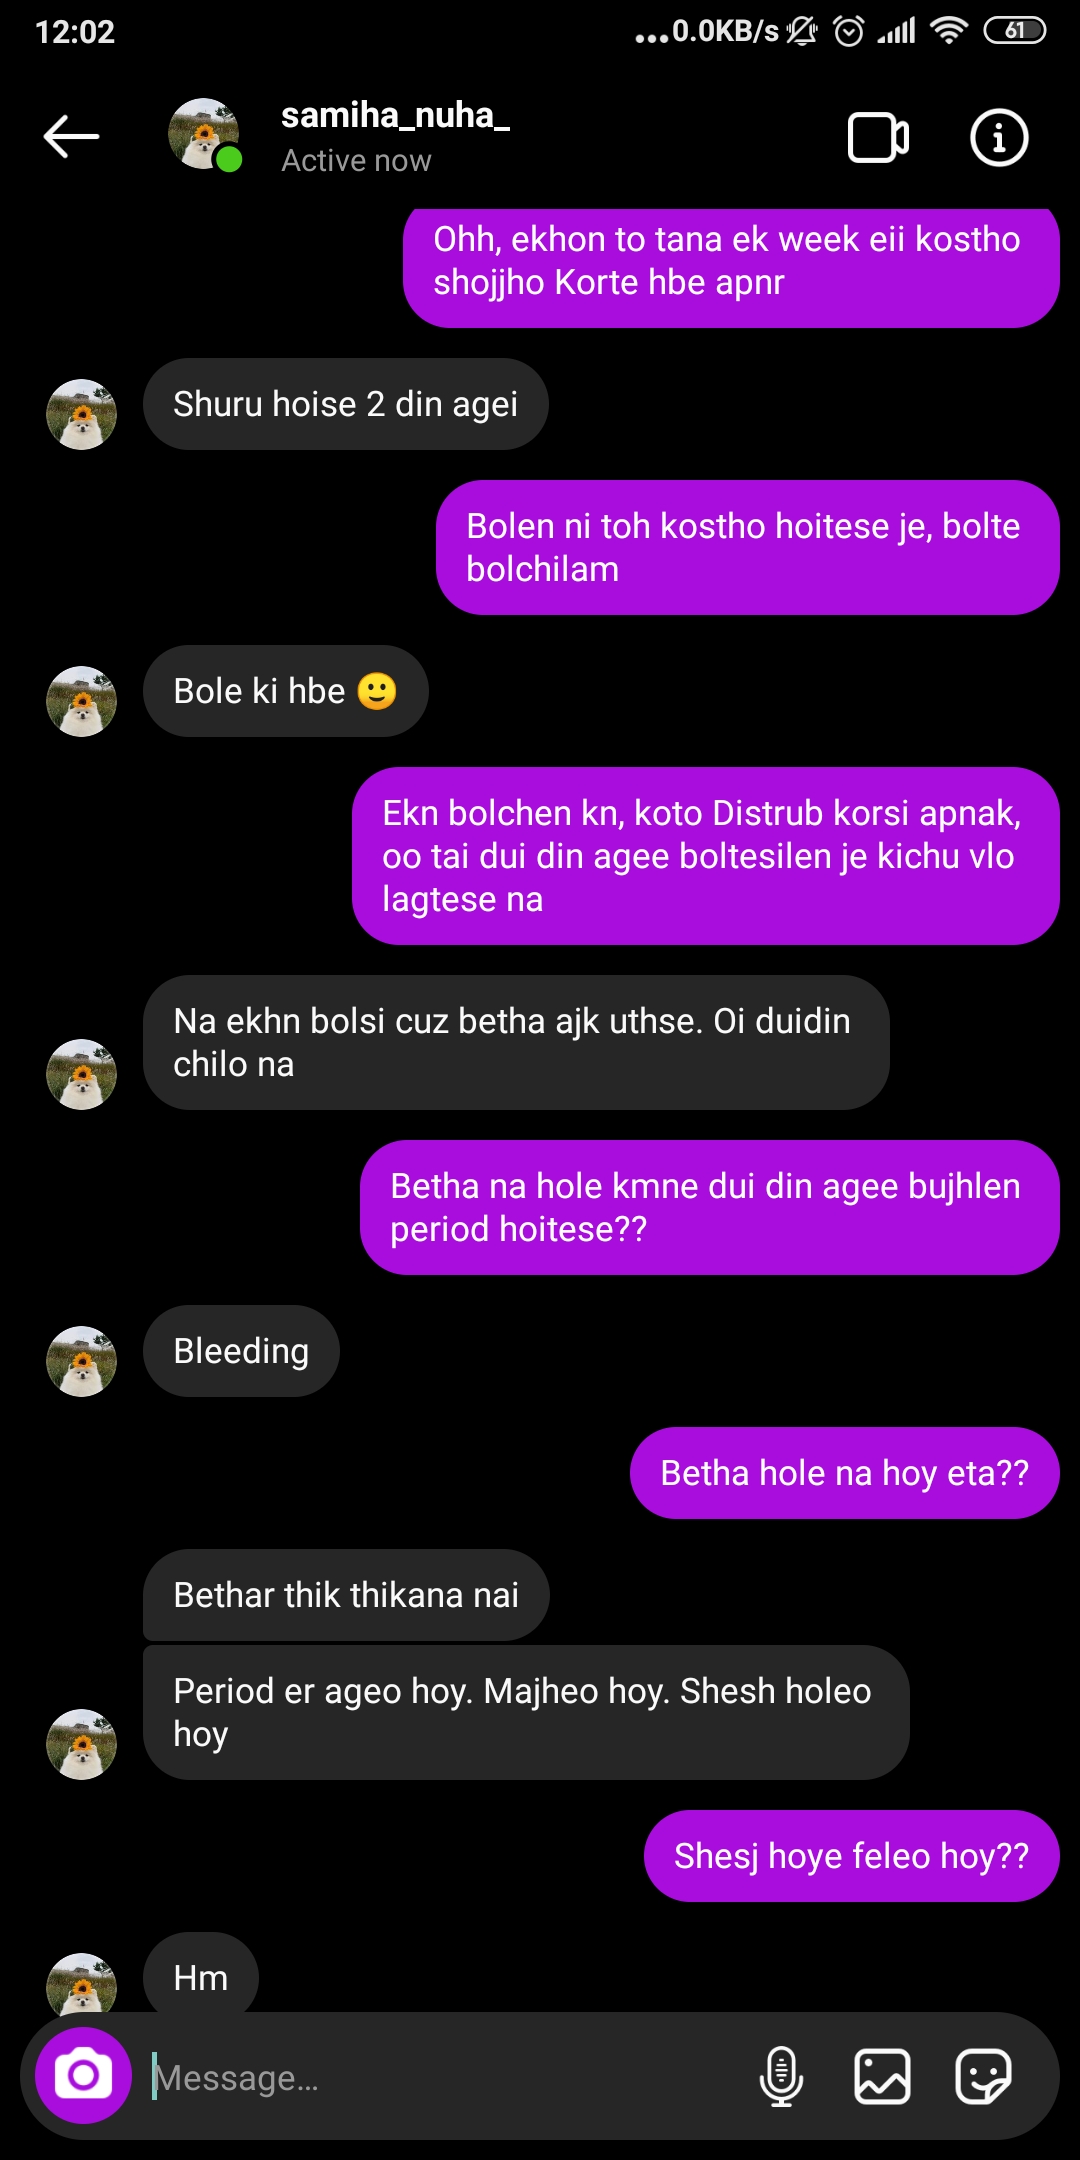 12:02
...0.0KB/s
61
samiha_nuha_
Active now
Ohh, ekhon to tana ek week eii kostho
shojjho Korte hbe apnr
Shuru hoise 2 din agei
Bolen ni toh kostho hoitese je, bolte
bolchilam
Bole ki hbe 🙂
Ekn bolchen kn, koto Distrub korsi apnak,
oo tai dui din agee boltesilen je kichu vlo
lagtese na
Na ekhn bolsi cuz betha ajk uthse. Oi duidin
chilo na
Betha na hole kmne dui din agee bujhlen
period hoitese??
Bleeding
Betha hole na hoy eta??
Bethar thik thikana nai
Period er ageo hoy. Majheo hoy. Shesh holeo
hoy
Shesj hoye feleo hoy??
Hm
Message...